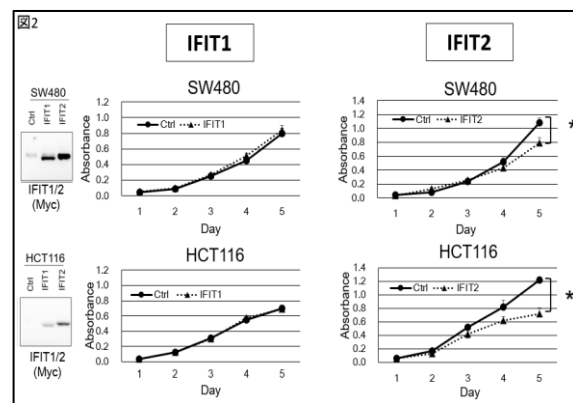 図2
IFIT1
IFIT2
SW480
Ctrl
IFIT1
IFIT2
IFIT1/2
(Myc)
SW480
Absorbance
1.2
1.0
0.8
0.6
0.4
0.2
0.0
Ctrl IFIT1
1 2 3 4 5
Day
SW480
Absorbance
1.2
1.0
0.8
0.6
0.4
0.2
0.0
Ctrl IFIT2
*
1 2 3 4 5
Day
HCT116
Ctrl
IFIT1
IFIT2
IFIT1/2
(Myc)
HCT116
Absorbance
1.4
1.2
1.0
0.8
0.6
0.4
0.2
0.0
Ctrl IFIT1
1 2 3 4 5
Day
HCT116
Absorbance
1.4
1.2
1.0
0.8
0.6
0.4
0.2
0.0
Ctrl IFIT2
*
1 2 3 4 5
Day